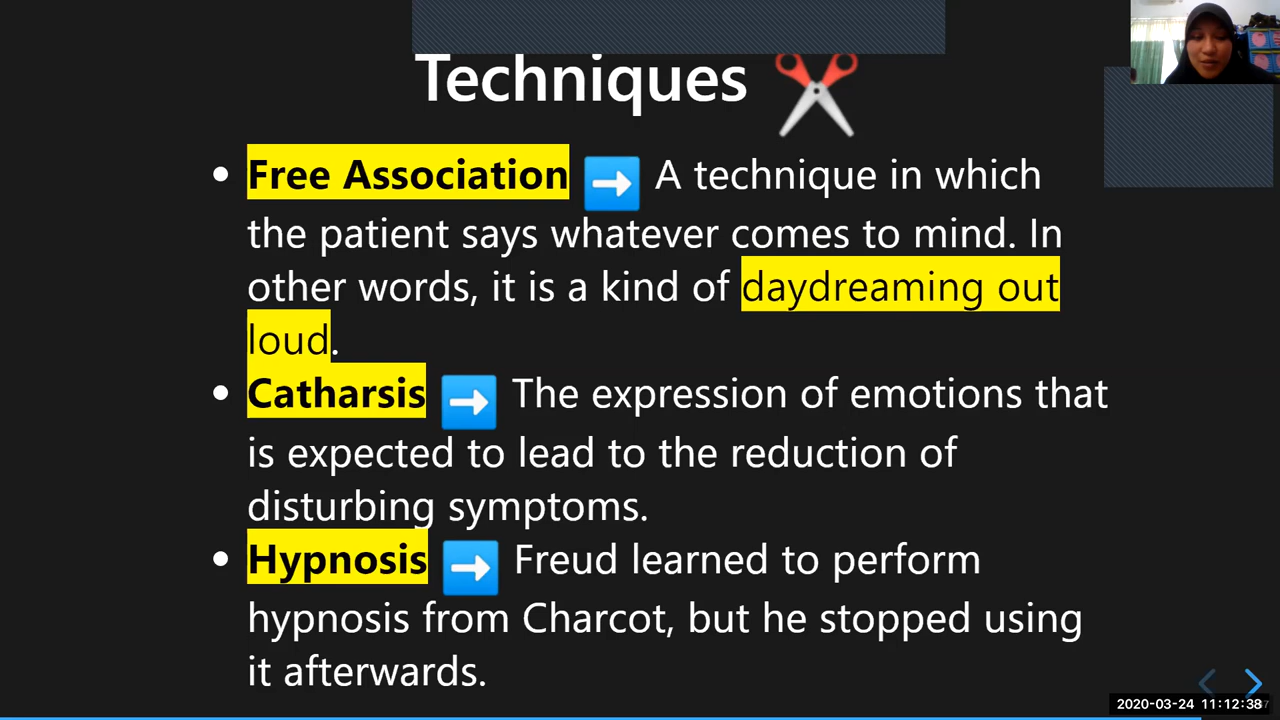 Techniques
Free Association A technique in which
the patient says whatever comes to mind. In
other words, it is a kind of daydreaming out
loud.
Catharsis The expression of emotions that
is expected to lead to the reduction of
disturbing symptoms.
Hypnosis Freud learned to perform
hypnosis from Charcot, but he stopped using
it afterwards.
2020-03-24 11:12:38